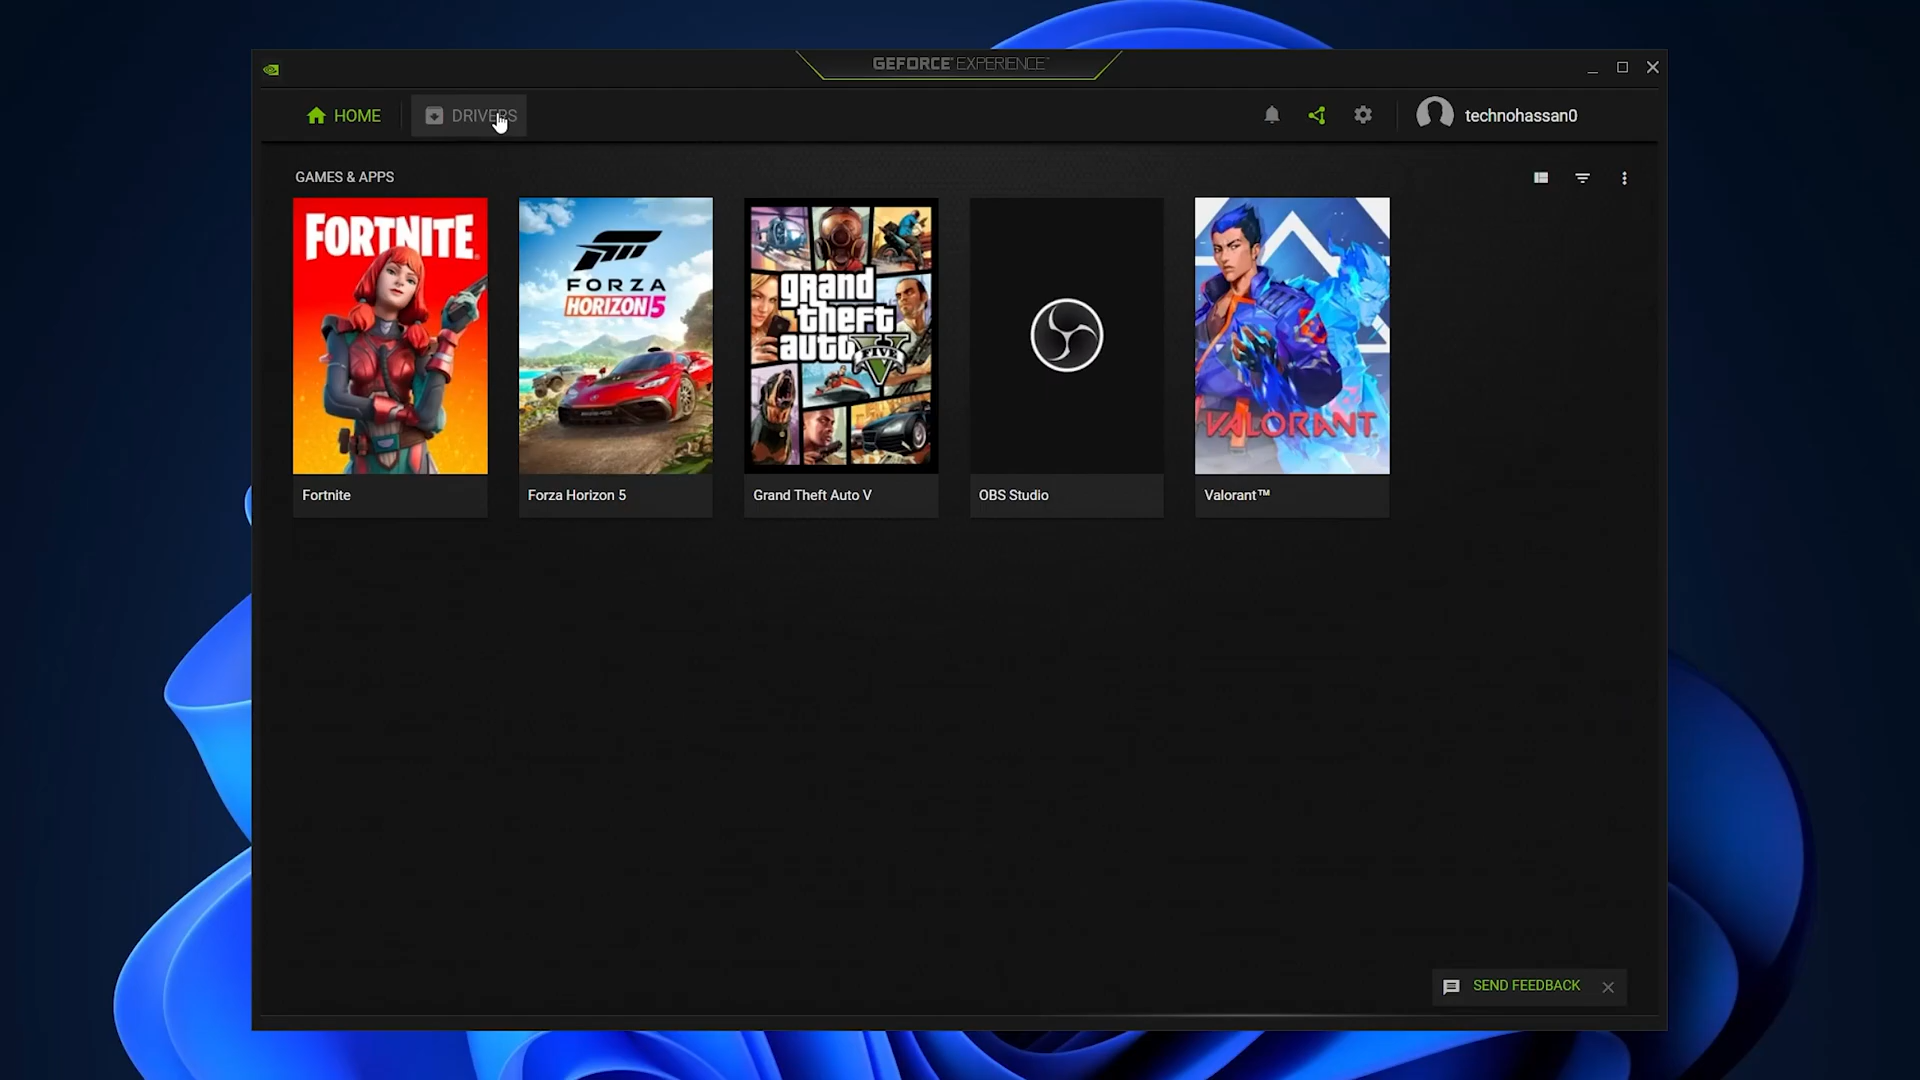 GEFORCE® EXPERIENCE™
HOME
DRIVERS
technohassan0
GAMES & APPS
FORTNITE
FORZA
HORIZON 5
grand
theft
auto
FIVE
VALORANT
Fortnite
Forza Horizon 5
Grand Theft Auto V
OBS Studio
Valorant™
SEND FEEDBACK